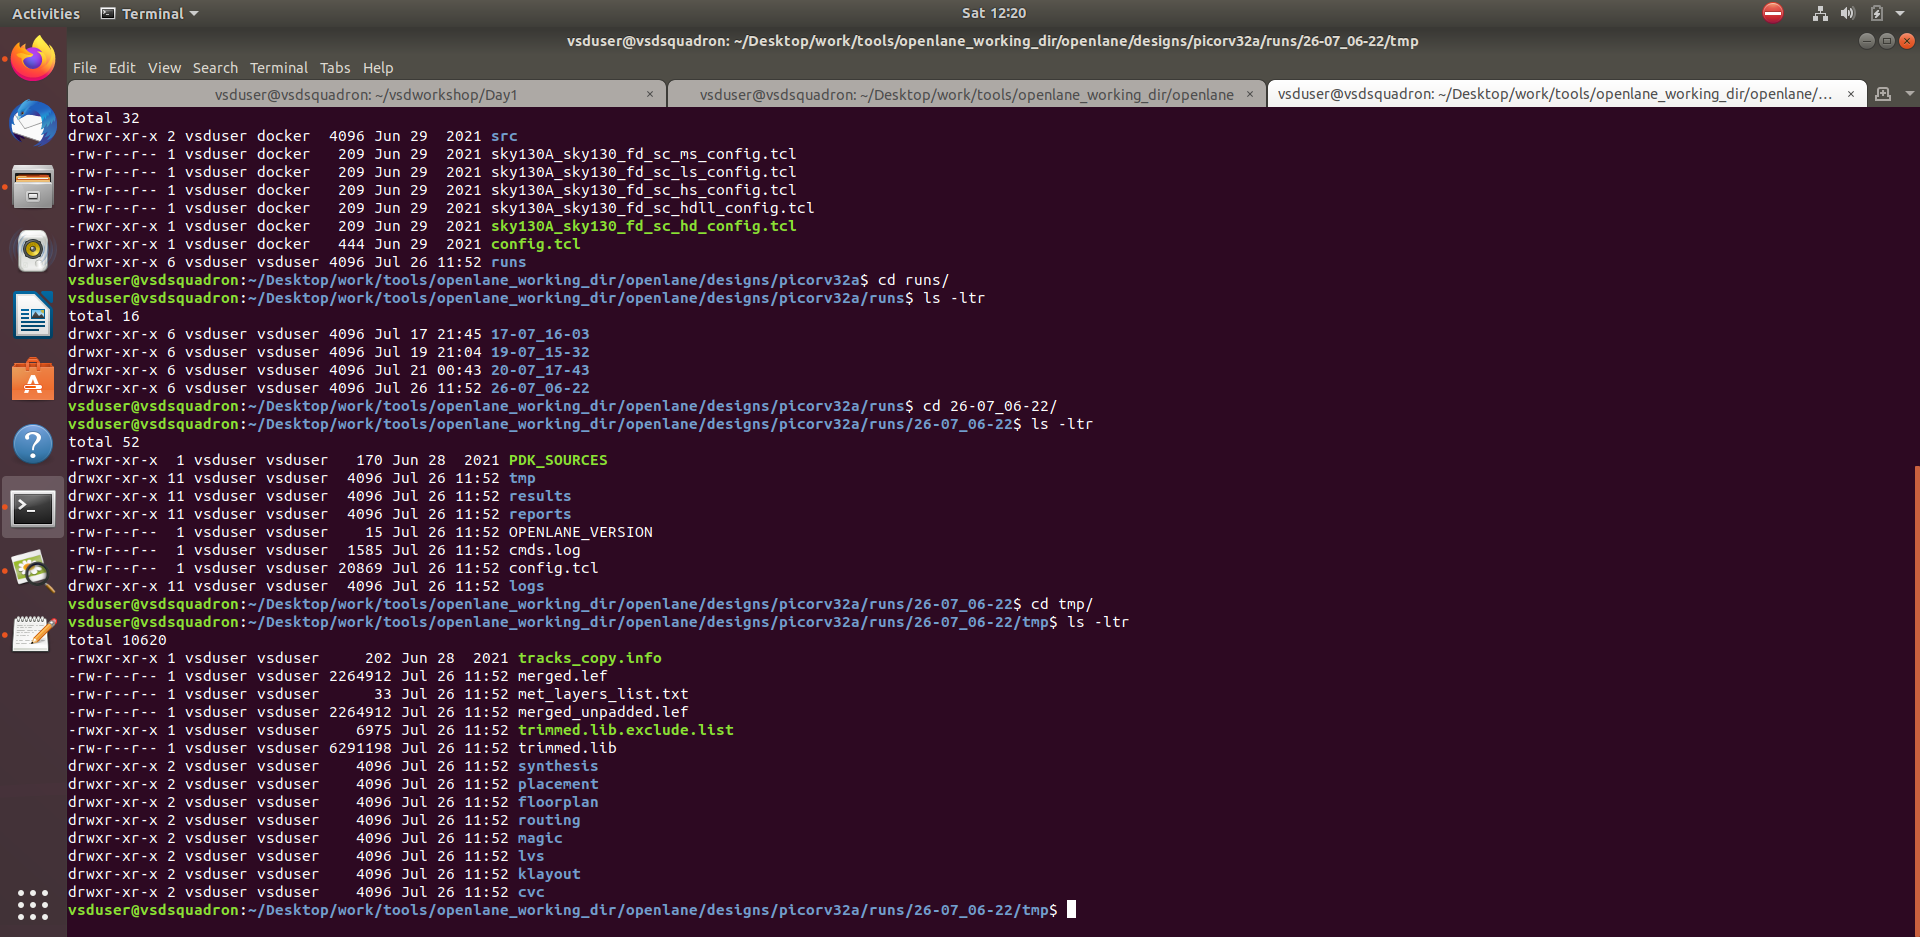 Activities Terminal Sat 12:20
vsduser@vsdsquadron: ~/Desktop/work/tools/openlane_working_dir/openlane/designs/picorv32a/runs/26-07_06-22/tmp
File Edit View Search Terminal Tabs Help
vsduser@vsdsquadron: ~/vsdworkshop/Day1 × vsduser@vsdsquadron: ~/Desktop/work/tools/openlane_working_dir/openlane × vsduser@vsdsquadron: ~/Desktop/work/tools/openlane_working_dir/openlane/... ×
total 32
drwxr-xr-x 2 vsduser docker  4096 Jun 29  2021 src
-rw-r--r-- 1 vsduser docker   209 Jun 29  2021 sky130A_sky130_fd_sc_ms_config.tcl
-rw-r--r-- 1 vsduser docker   209 Jun 29  2021 sky130A_sky130_fd_sc_ls_config.tcl
-rw-r--r-- 1 vsduser docker   209 Jun 29  2021 sky130A_sky130_fd_sc_hs_config.tcl
-rw-r--r-- 1 vsduser docker   209 Jun 29  2021 sky130A_sky130_fd_sc_hdll_config.tcl
-rwxr-xr-x 1 vsduser docker   209 Jun 29  2021 sky130A_sky130_fd_sc_hd_config.tcl
-rwxr-xr-x 1 vsduser docker   444 Jun 29  2021 config.tcl
drwxr-xr-x 6 vsduser vsduser 4096 Jul 26 11:52 runs
vsduser@vsdsquadron:~/Desktop/work/tools/openlane_working_dir/openlane/designs/picorv32a$ cd runs/
vsduser@vsdsquadron:~/Desktop/work/tools/openlane_working_dir/openlane/designs/picorv32a/runs$ ls -ltr
total 16
drwxr-xr-x 6 vsduser vsduser 4096 Jul 17 21:45 17-07_16-03
drwxr-xr-x 6 vsduser vsduser 4096 Jul 19 21:04 19-07_15-32
drwxr-xr-x 6 vsduser vsduser 4096 Jul 21 00:43 20-07_17-43
drwxr-xr-x 6 vsduser vsduser 4096 Jul 26 11:52 26-07_06-22
vsduser@vsdsquadron:~/Desktop/work/tools/openlane_working_dir/openlane/designs/picorv32a/runs$ cd 26-07_06-22/
vsduser@vsdsquadron:~/Desktop/work/tools/openlane_working_dir/openlane/designs/picorv32a/runs/26-07_06-22$ ls -ltr
total 52
-rwxr-xr-x  1 vsduser vsduser   170 Jun 28  2021 PDK_SOURCES
drwxr-xr-x 11 vsduser vsduser  4096 Jul 26 11:52 tmp
drwxr-xr-x 11 vsduser vsduser  4096 Jul 26 11:52 results
drwxr-xr-x 11 vsduser vsduser  4096 Jul 26 11:52 reports
-rw-r--r--  1 vsduser vsduser    15 Jul 26 11:52 OPENLANE_VERSION
-rw-r--r--  1 vsduser vsduser  1585 Jul 26 11:52 cmds.log
-rw-r--r--  1 vsduser vsduser 20869 Jul 26 11:52 config.tcl
drwxr-xr-x 11 vsduser vsduser  4096 Jul 26 11:52 logs
vsduser@vsdsquadron:~/Desktop/work/tools/openlane_working_dir/openlane/designs/picorv32a/runs/26-07_06-22$ cd tmp/
vsduser@vsdsquadron:~/Desktop/work/tools/openlane_working_dir/openlane/designs/picorv32a/runs/26-07_06-22/tmp$ ls -ltr
total 10620
-rwxr-xr-x 1 vsduser vsduser     202 Jun 28  2021 tracks_copy.info
-rw-r--r-- 1 vsduser vsduser 2264912 Jul 26 11:52 merged.lef
-rw-r--r-- 1 vsduser vsduser      33 Jul 26 11:52 met_layers_list.txt
-rw-r--r-- 1 vsduser vsduser 2264912 Jul 26 11:52 merged_unpadded.lef
-rwxr-xr-x 1 vsduser vsduser    6975 Jul 26 11:52 trimmed.lib.exclude.list
-rw-r--r-- 1 vsduser vsduser 6291198 Jul 26 11:52 trimmed.lib
drwxr-xr-x 2 vsduser vsduser    4096 Jul 26 11:52 synthesis
drwxr-xr-x 2 vsduser vsduser    4096 Jul 26 11:52 placement
drwxr-xr-x 2 vsduser vsduser    4096 Jul 26 11:52 floorplan
drwxr-xr-x 2 vsduser vsduser    4096 Jul 26 11:52 routing
drwxr-xr-x 2 vsduser vsduser    4096 Jul 26 11:52 magic
drwxr-xr-x 2 vsduser vsduser    4096 Jul 26 11:52 lvs
drwxr-xr-x 2 vsduser vsduser    4096 Jul 26 11:52 klayout
drwxr-xr-x 2 vsduser vsduser    4096 Jul 26 11:52 cvc
vsduser@vsdsquadron:~/Desktop/work/tools/openlane_working_dir/openlane/designs/picorv32a/runs/26-07_06-22/tmp$